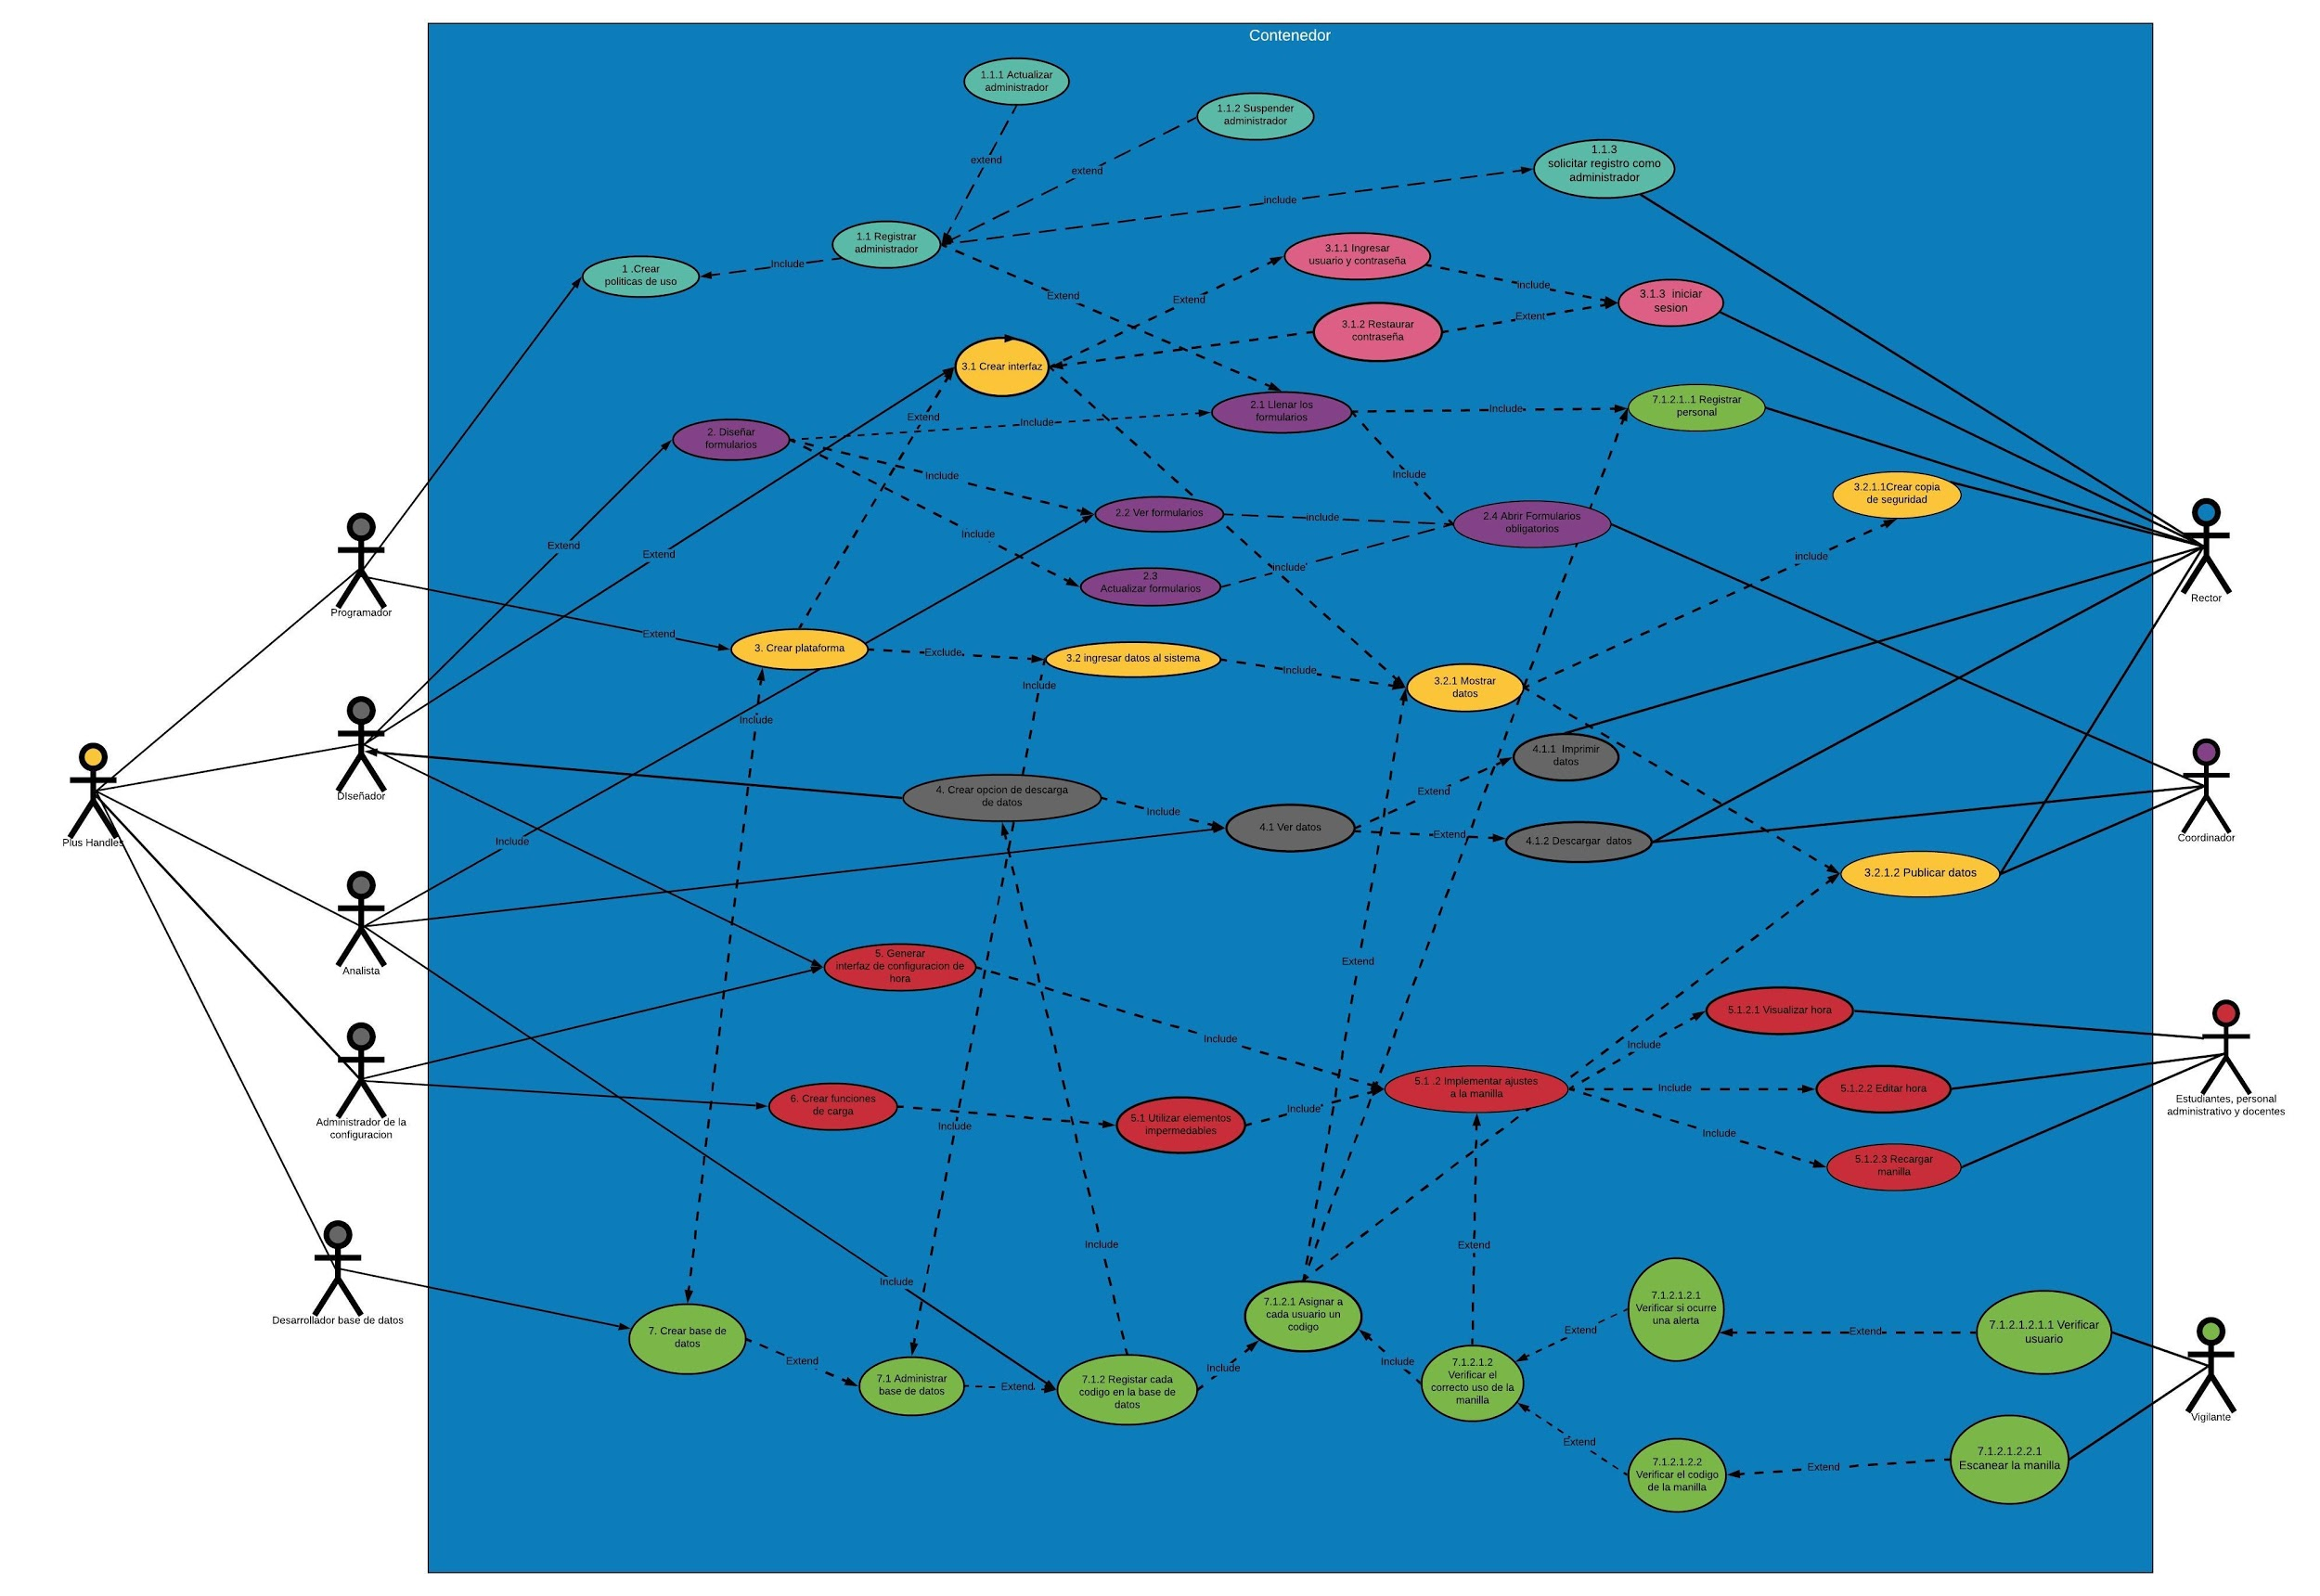 Contenedor
1.1.1 Actualizar
administrador
1.1.2 Suspender
administrador
extend
extend
1.1.3
solicitar registro como
administrador
include
1.1 Registrar
administrador
Include
1 .Crear
politicas de uso
3.1.1 Ingresar
usuario y contraseña
Include
3.1.3  iniciar
sesion
Extend
Extend
3.1.2 Restaurar
contraseña
Extent
3.1 Crear interfaz
Extend
2.1 Llenar los
formularios
Include
7.1.2.1..1 Registrar
personal
2. Diseñar
formularios
Include
Include
Include
3.2.1.1Crear copia
de seguridad
2.2 Ver formularios
include
2.4 Abrir Formularios
obligatorios
Include
Extend
Extend
include
include
2.3
Actualizar formularios
Programador
Rector
Extend
3. Crear plataforma
Exclude
3.2 ingresar datos al sistema
Include
3.2.1 Mostrar
datos
Include
Include
4.1.1  Imprimir
datos
DIseñador
4. Crear opcion de descarga
de datos
Include
Extend
4.1 Ver datos
Extend
4.1.2 Descargar  datos
Plus Handles
Coordinador
Include
3.2.1.2 Publicar datos
Analista
5. Generar
interfaz de configuracion de
hora
Extend
5.1.2.1 Visualizar hora
Include
Include
5.1 .2 Implementar ajustes
a la manilla
Include
5.1.2.2 Editar hora
Estudiantes, personal
administrativo y docentes
Administrador de la
configuracion
6. Crear funciones
de carga
Include
5.1 Utilizar elementos
impermedables
Include
Include
5.1.2.3 Recargar
manilla
Include
Extend
Include
Desarrollador base de datos
7. Crear base de
datos
Extend
7.1 Administrar
base de datos
Extend
7.1.2 Registar cada
codigo en la base de
datos
Include
7.1.2.1 Asignar a
cada usuario un
codigo
Include
7.1.2.1.2
Verificar el
correcto uso de la
manilla
Extend
7.1.2.1.2.1
Verificar si ocurre
una alerta
Extend
7.1.2.1.2.1.1 Verificar
usuario
Vigilante
Extend
7.1.2.1.2.2
Verificar el codigo
de la manilla
Extend
7.1.2.1.2.2.1
Escanear la manilla